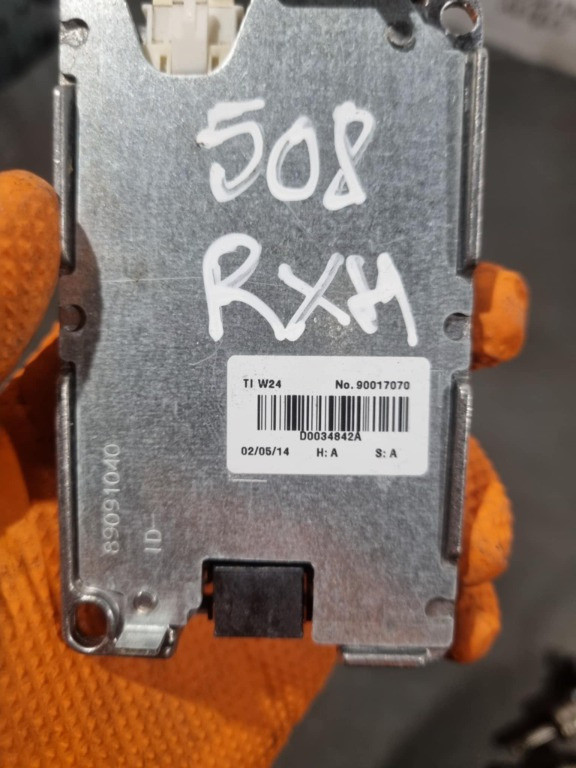 508
RXH
TI W24 No. 90017070
D0034842A
02/05/14 H: A S: A
89091040
ID-